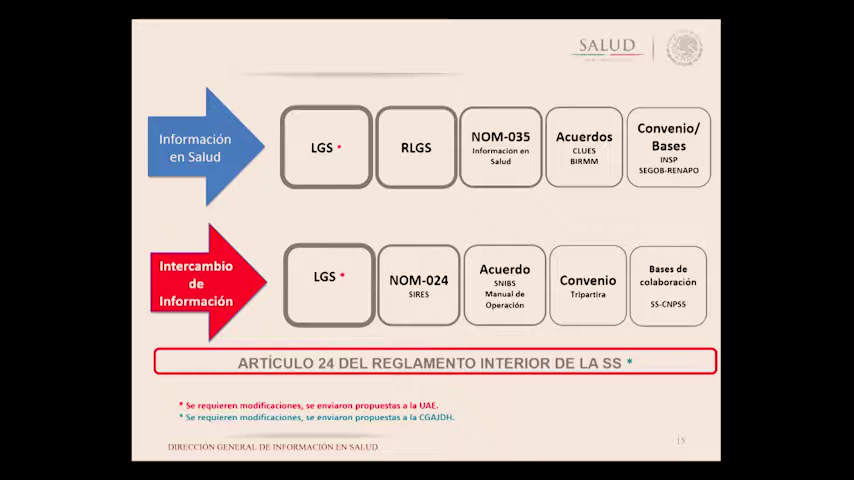 SALUD
Información
en Salud
LGS *
RLGS
NOM-035
Información en
Salud
Acuerdos
CLUES
BIRMM
Convenio/
Bases
INSP
SEGOB-RENAPO
Intercambio
de
Información
LGS *
NOM-024
SIRES
Acuerdo
SNIBS
Manual de
Operación
Convenio
Tripartira
Bases de
colaboración
SS-CNPSS
ARTÍCULO 24 DEL REGLAMENTO INTERIOR DE LA SS *
* Se requieren modificaciones, se enviaron propuestas a la UAE.
* Se requieren modificaciones, se enviaron propuestas a la CGAJDH.
DIRECCIÓN GENERAL DE INFORMACIÓN EN SALUD
15